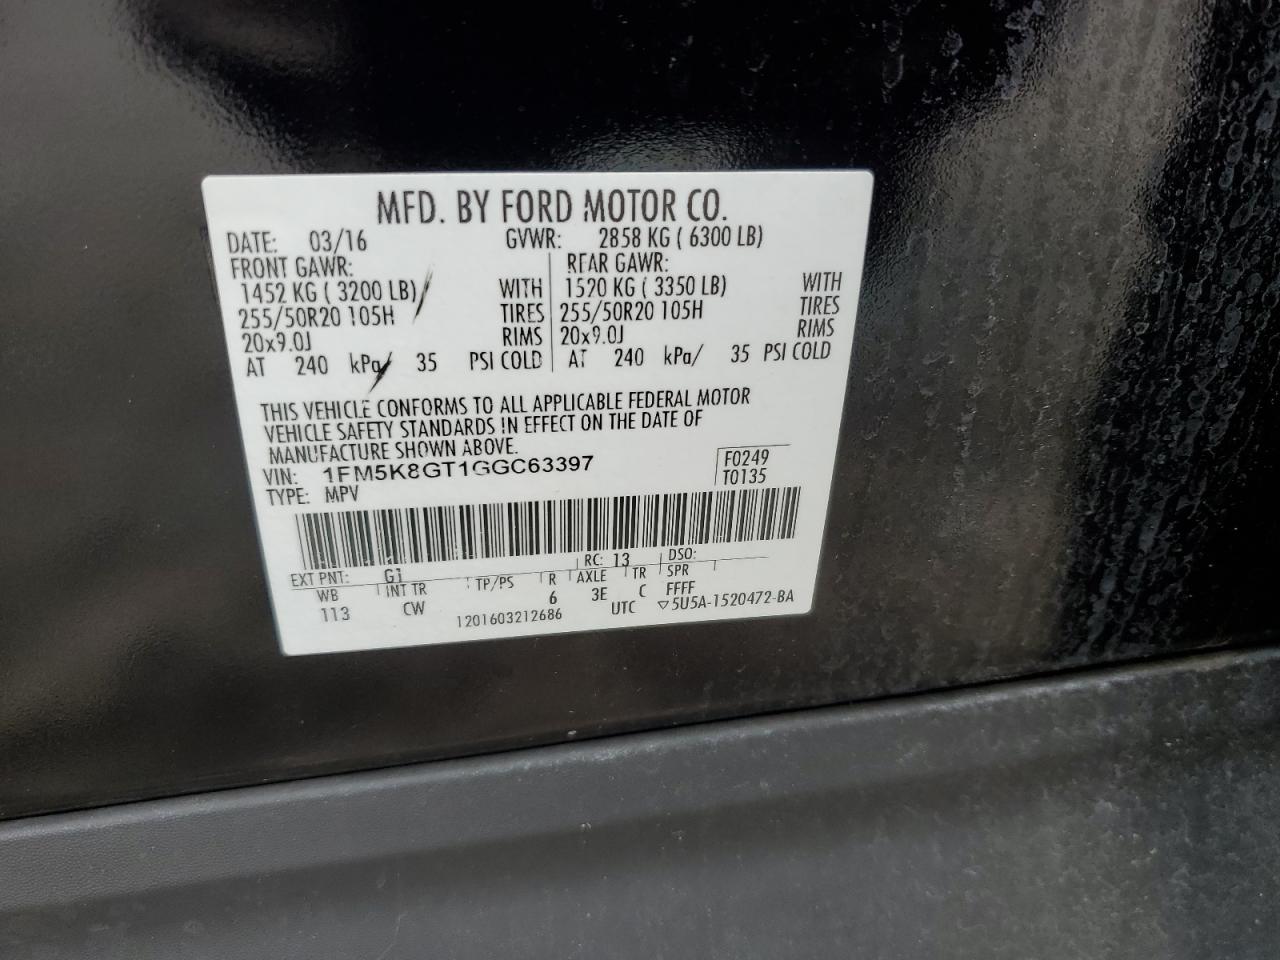 MFD. BY FORD MOTOR CO.
DATE: 03/16 GVWR: 2858 KG ( 6300 LB)
FRONT GAWR: REAR GAWR:
1452 KG ( 3200 LB) WITH 1520 KG ( 3350 LB) WITH
255/50R20 105H TIRES 255/50R20 105H TIRES
20x9.0J RIMS 20x9.0J RIMS
AT 240 kPa/ 35 PSI COLD AT 240 kPa/ 35 PSI COLD
THIS VEHICLE CONFORMS TO ALL APPLICABLE FEDERAL MOTOR
VEHICLE SAFETY STANDARDS IN EFFECT ON THE DATE OF
MANUFACTURE SHOWN ABOVE.
VIN: 1FM5K8GT1GGC63397 F0249
TYPE: MPV T0135
EXT PNT: G1 RC: 13 DSO:
WB INT TR TP/PS R AXLE TR SPR
113 CW 6 3E C FFFF
1201603212686 UTC ▽5U5A-1520472-BA